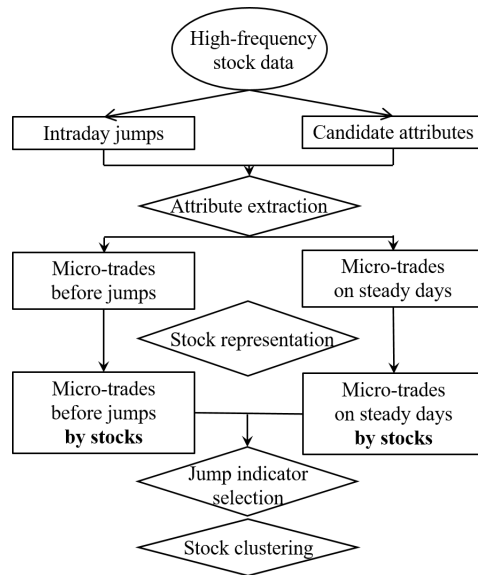 High-frequency
stock data
Intraday jumps
Candidate attributes
Attribute extraction
Micro-trades
before jumps
Micro-trades
on steady days
Stock representation
Micro-trades
before jumps
by stocks
Micro-trades
on steady days
by stocks
Jump indicator
selection
Stock clustering